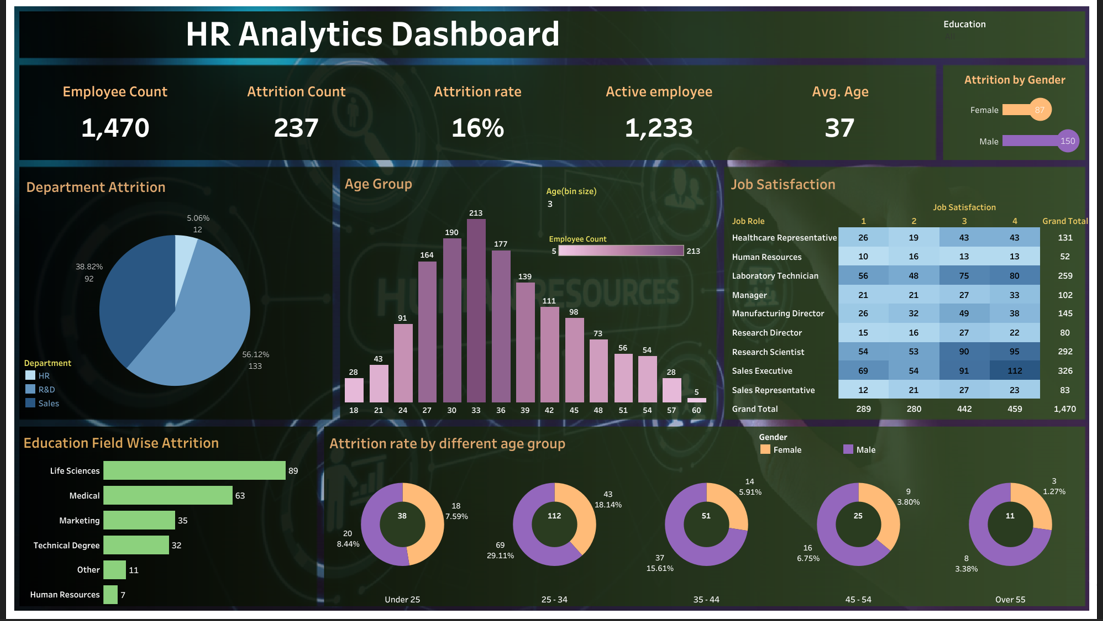 HR Analytics Dashboard
Education
Employee Count Attrition Count Attrition rate Active employee Avg. Age
1,470 237 16% 1,233 37
Attrition by Gender
Female 87
Male 150
Department Attrition
5.06%
12
38.82%
92
56.12%
133
Department
HR
R&D
Sales
Age Group
Age(bin size)
3
Employee Count
5 213
28 43 91 164 190 213 177 139 111 98 73 56 54 28 5
18 21 24 27 30 33 36 39 42 45 48 51 54 57 60
HUMAN RESOURCES
Job Satisfaction
Job Satisfaction
Job Role 1 2 3 4 Grand Total
Healthcare Representative 26 19 43 43 131
Human Resources 10 16 13 13 52
Laboratory Technician 56 48 75 80 259
Manager 21 21 27 33 102
Manufacturing Director 26 32 49 38 145
Research Director 15 16 27 22 80
Research Scientist 54 53 90 95 292
Sales Executive 69 54 91 112 326
Sales Representative 12 21 27 23 83
Grand Total 289 280 442 459 1,470
Education Field Wise Attrition
Life Sciences 89
Medical 63
Marketing 35
Technical Degree 32
Other 11
Human Resources 7
Attrition rate by different age group
Gender
Female Male
38
18
7.59%
20
8.44%
Under 25
112
43
18.14%
69
29.11%
25 - 34
51
14
5.91%
37
15.61%
35 - 44
25
9
3.80%
16
6.75%
45 - 54
11
3
1.27%
8
3.38%
Over 55